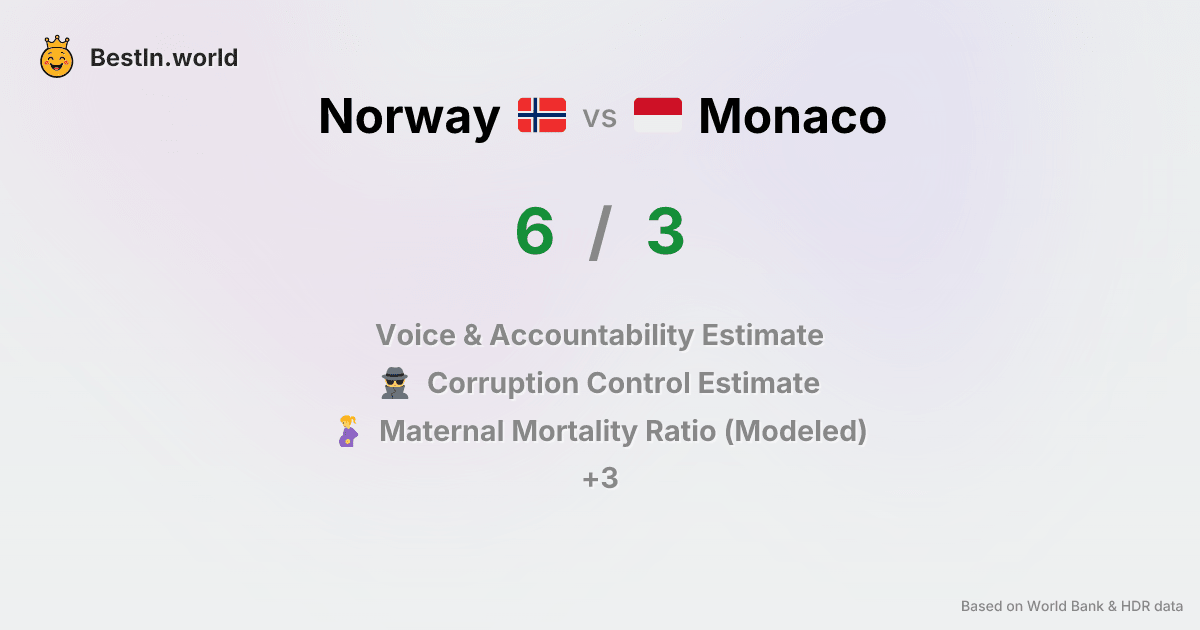 BestIn.world
Norway vs Monaco
6 / 3
Voice & Accountability Estimate
Corruption Control Estimate
Maternal Mortality Ratio (Modeled)
+3
Based on World Bank & HDR data